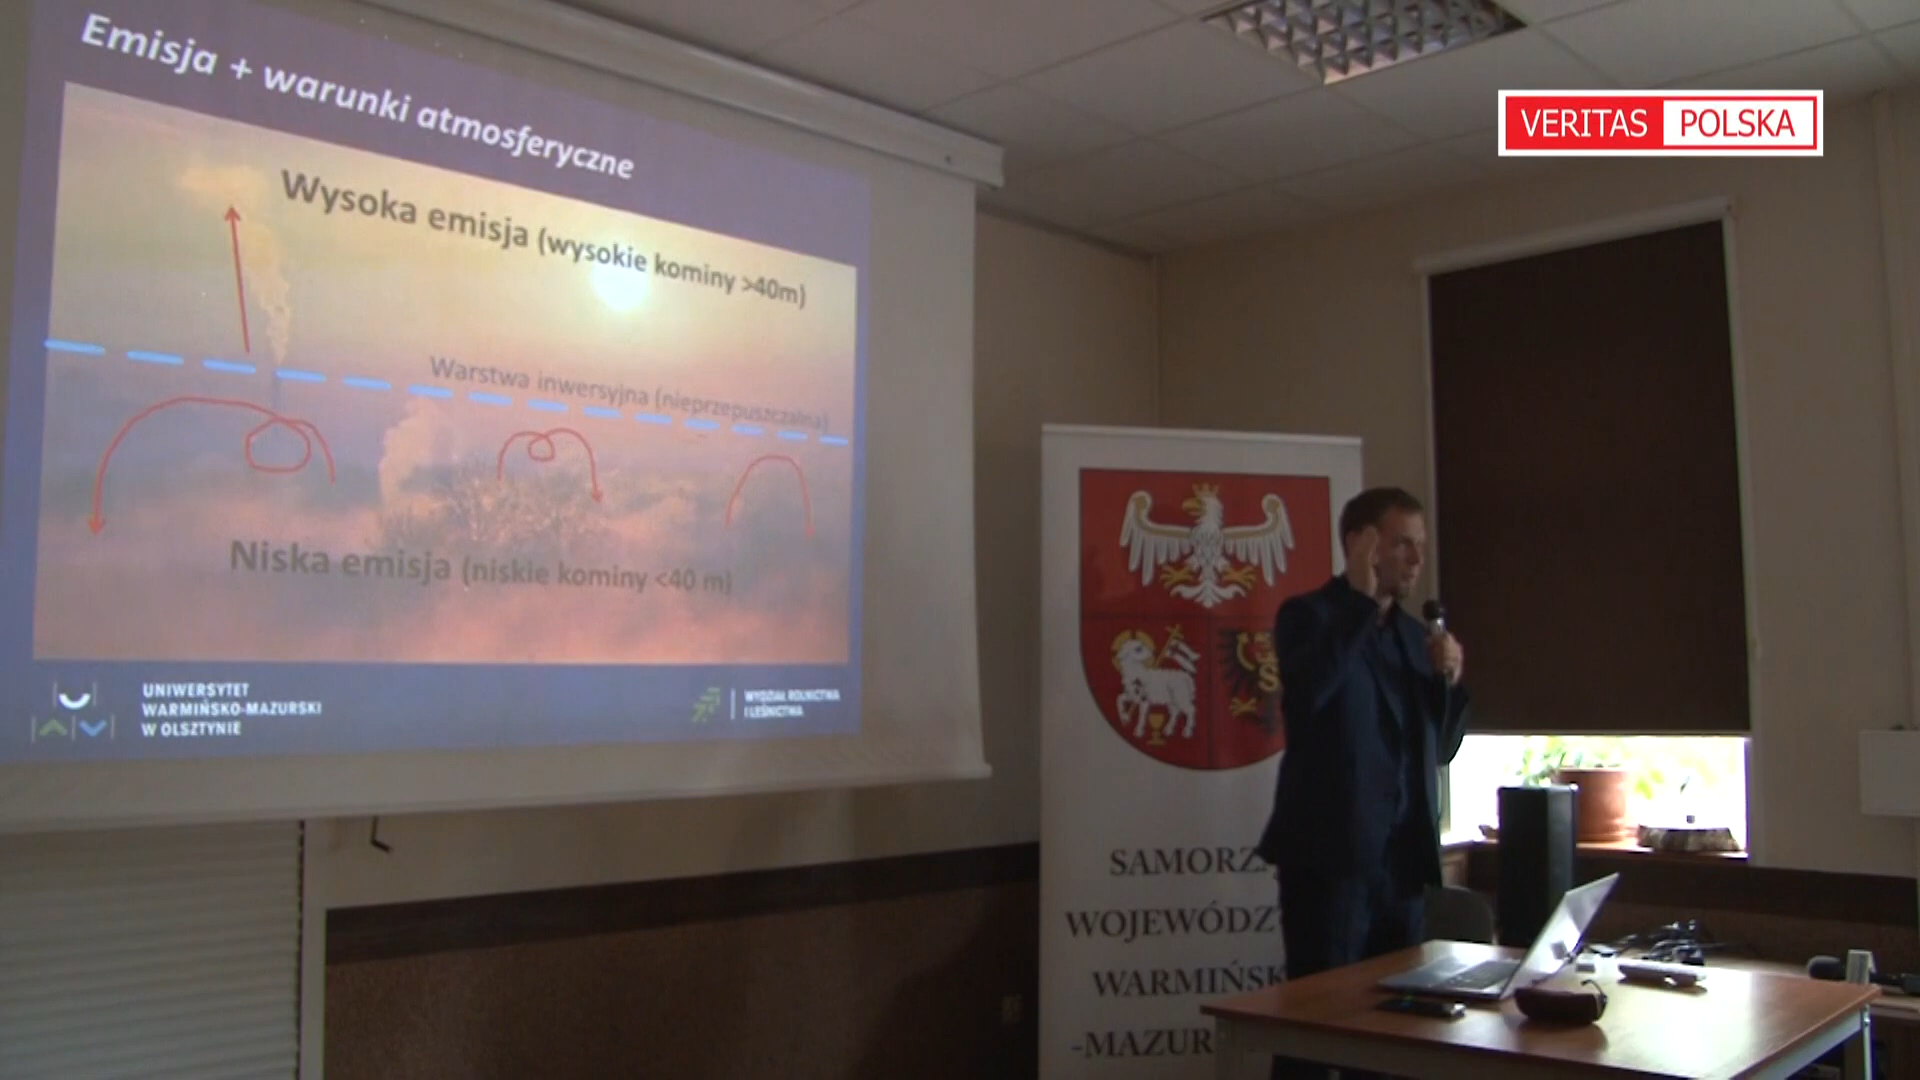 Emisja + warunki atmosferyczne
Wysoka emisja (wysokie kominy >40m)
Warstwa inwersyjna (nieprzepuszczalna)
Niska emisja (niskie kominy <40 m)
UNIWERSYTET
WARMIŃSKO-MAZURSKI
W OLSZTYNIE
WYDZIAŁ ROLNICTWA
I LEŚNICTWA
VERITAS POLSKA
S
SAMORZ
WOJEWÓDZ
WARMIŃSK
-MAZUR